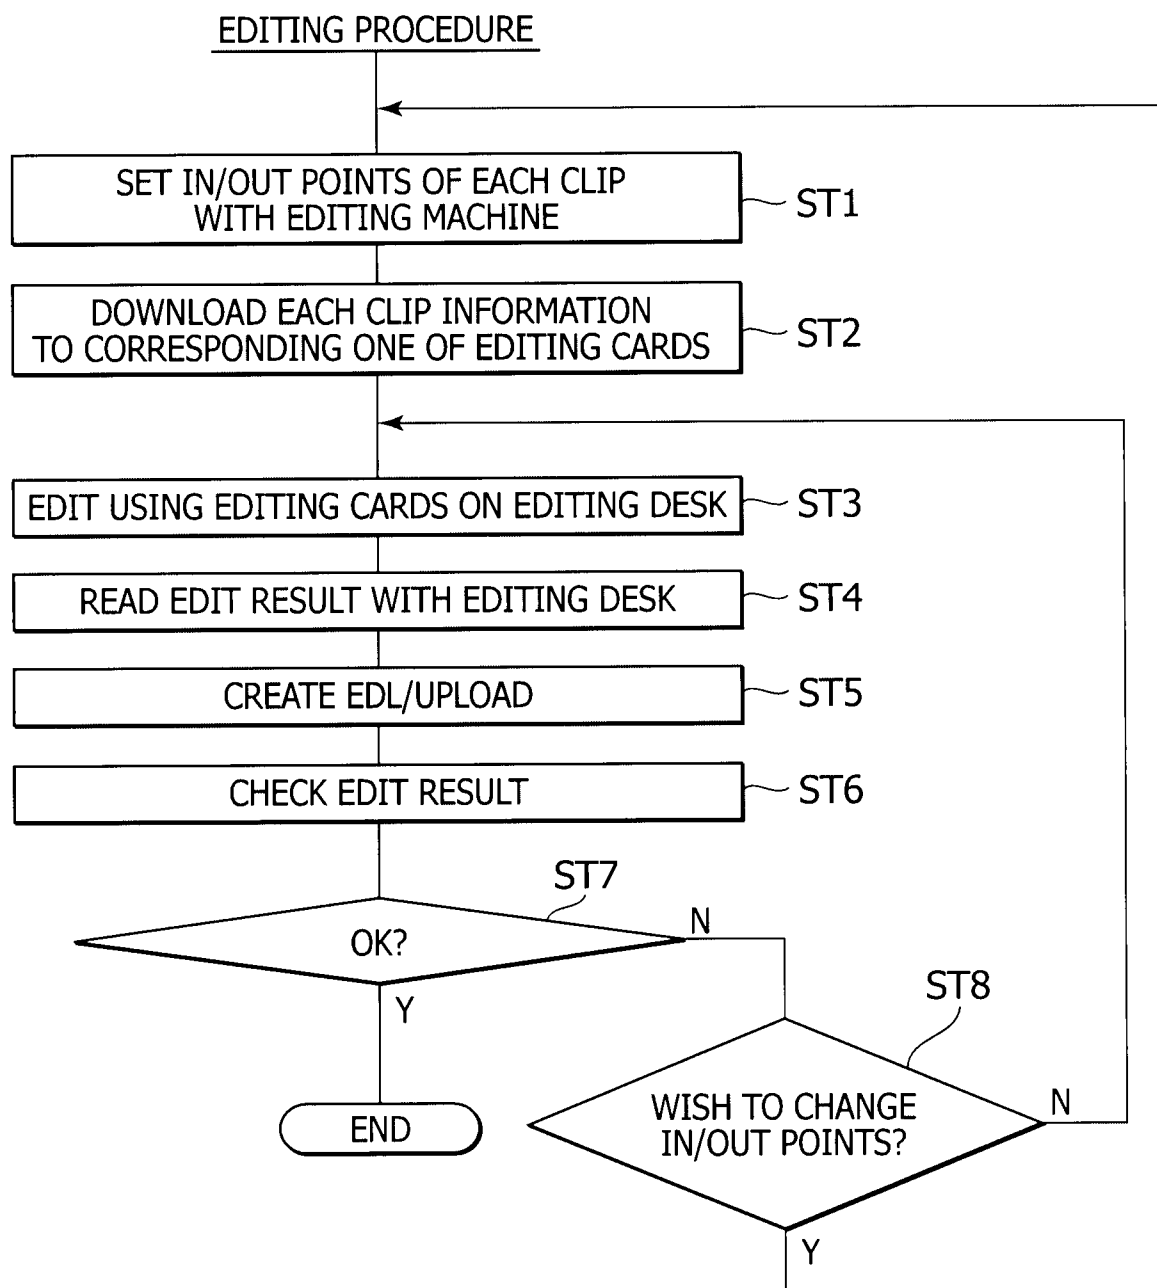 EDITING PROCEDURE
SET IN/OUT POINTS OF EACH CLIP
WITH EDITING MACHINE
ST1
DOWNLOAD EACH CLIP INFORMATION
TO CORRESPONDING ONE OF EDITING CARDS
ST2
EDIT USING EDITING CARDS ON EDITING DESK
ST3
READ EDIT RESULT WITH EDITING DESK
ST4
CREATE EDL/UPLOAD
ST5
CHECK EDIT RESULT
ST6
ST7
OK?
N
Y
ST8
WISH TO CHANGE
IN/OUT POINTS?
N
END
Y